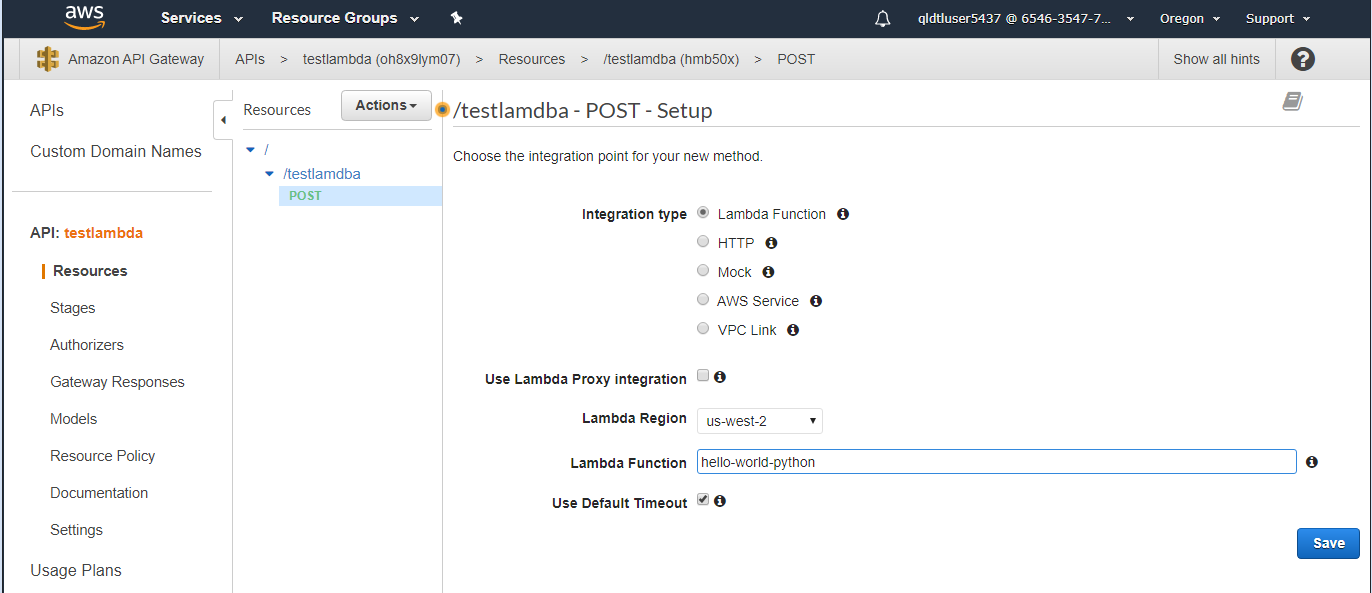 aws Services Resource Groups qldtluser5437 @ 6546-3547-7... Oregon Support
Amazon API Gateway APIs > testlambda (oh8x9lym07) > Resources > /testlamdba (hmb50x) > POST Show all hints ?
APIs
Custom Domain Names
API: testlambda
Resources
Stages
Authorizers
Gateway Responses
Models
Resource Policy
Documentation
Settings
Usage Plans
Resources Actions
/
/testlamdba
POST
/testlamdba - POST - Setup
Choose the integration point for your new method.
Integration type Lambda Function
HTTP
Mock
AWS Service
VPC Link
Use Lambda Proxy integration
Lambda Region us-west-2
Lambda Function hello-world-python
Use Default Timeout
Save